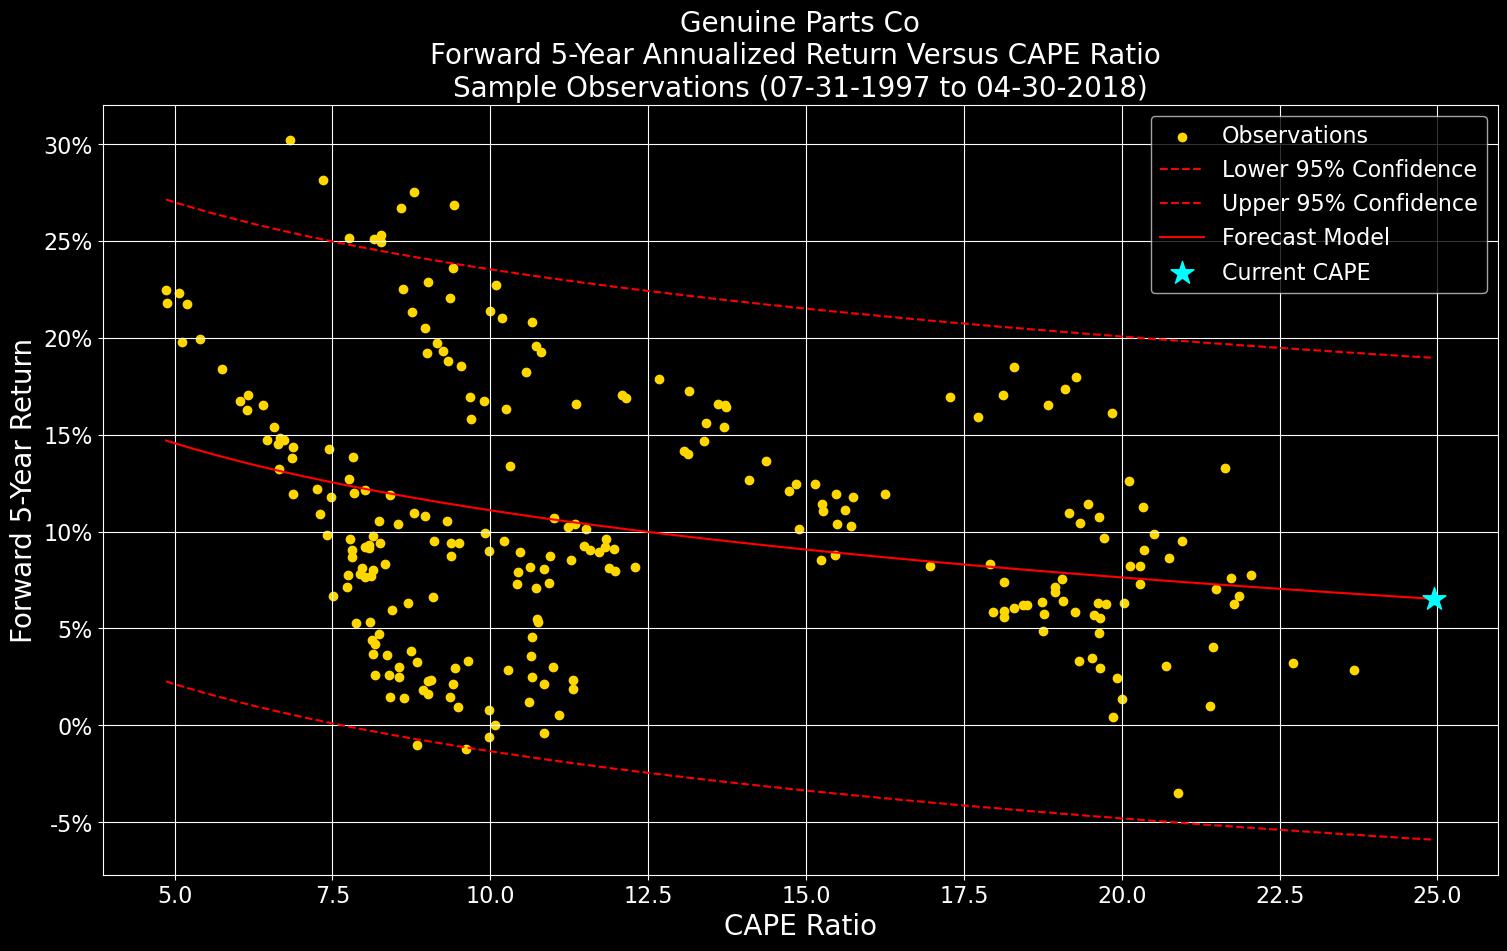 Genuine Parts Co
Forward 5-Year Annualized Return Versus CAPE Ratio
Sample Observations (07-31-1997 to 04-30-2018)
Observations
Lower 95% Confidence
Upper 95% Confidence
Forecast Model
Current CAPE
Forward 5-Year Return
30%
25%
20%
15%
10%
5%
0%
-5%
5.0 7.5 10.0 12.5 15.0 17.5 20.0 22.5 25.0
CAPE Ratio